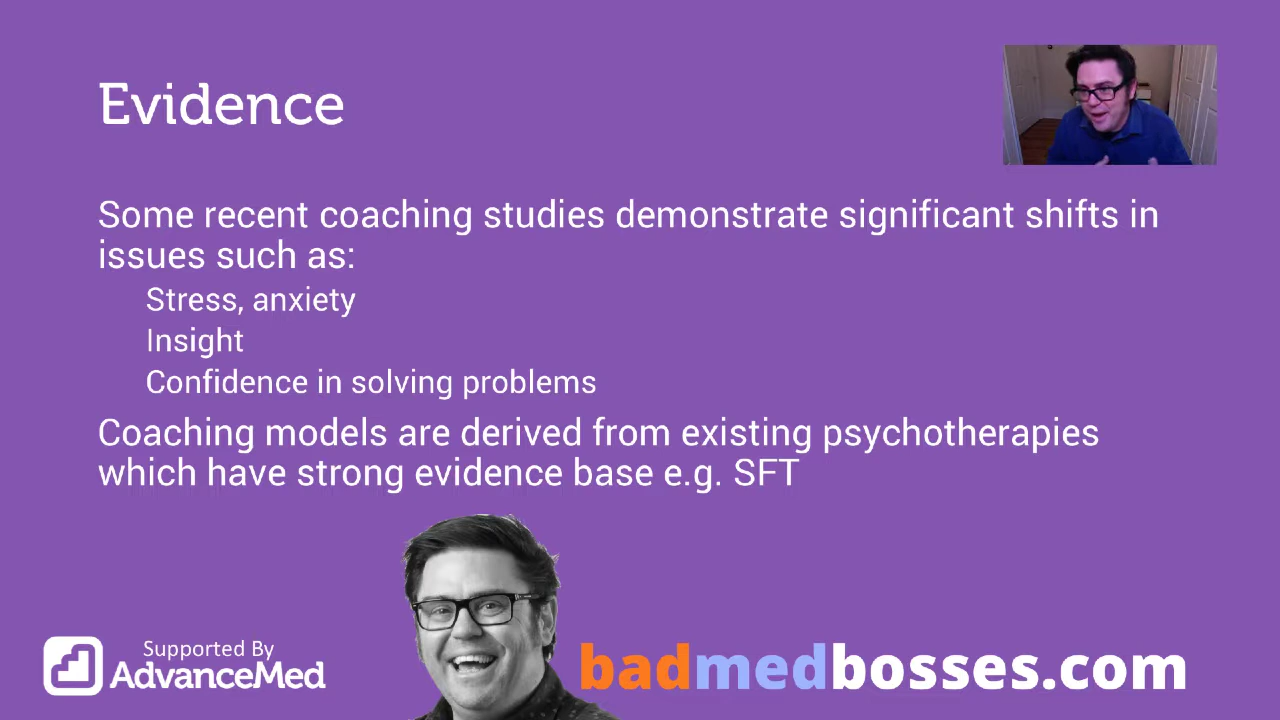 Evidence
Some recent coaching studies demonstrate significant shifts in
issues such as:
Stress, anxiety
Insight
Confidence in solving problems
Coaching models are derived from existing psychotherapies
which have strong evidence base e.g. SFT
Supported By
AdvanceMed
badmedbosses.com